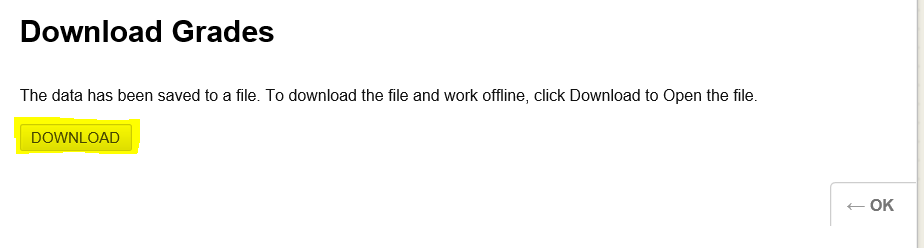 Download Grades
The data has been saved to a file. To download the file and work offline, click Download to Open the file.
DOWNLOAD
← OK